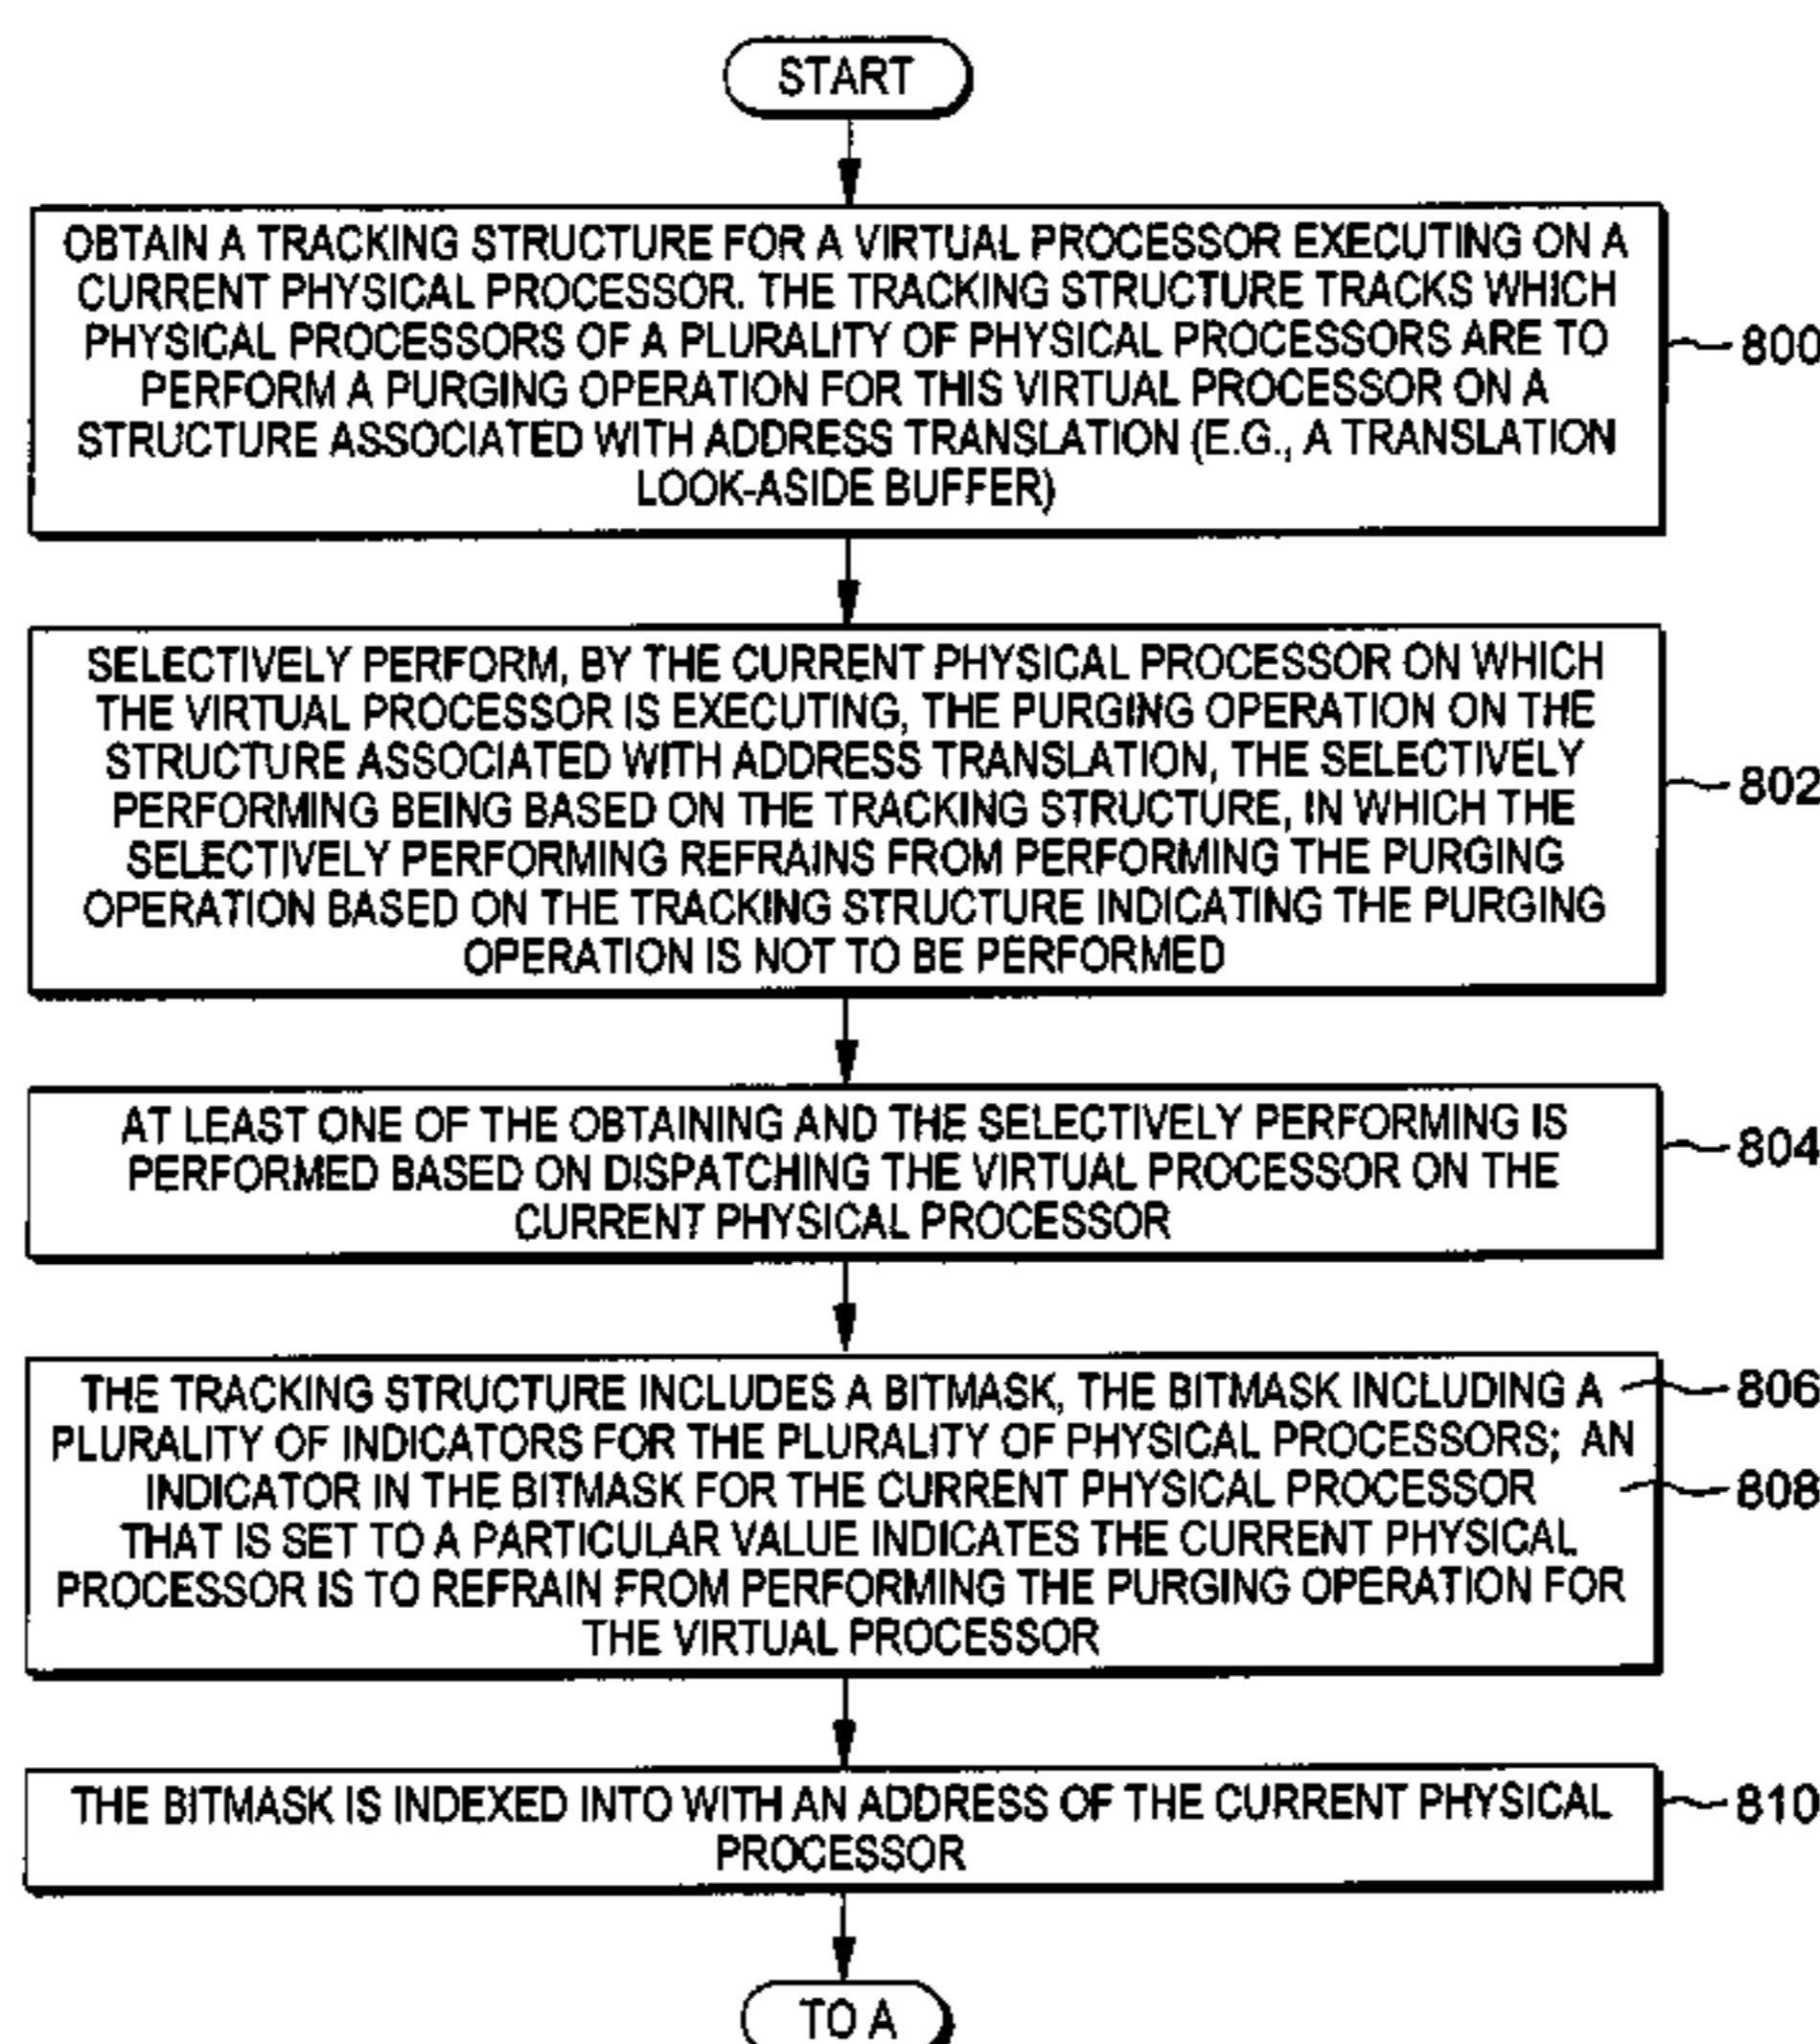 START
OBTAIN A TRACKING STRUCTURE FOR A VIRTUAL PROCESSOR EXECUTING ON A
CURRENT PHYSICAL PROCESSOR. THE TRACKING STRUCTURE TRACKS WHICH
PHYSICAL PROCESSORS OF A PLURALITY OF PHYSICAL PROCESSORS ARE TO
PERFORM A PURGING OPERATION FOR THIS VIRTUAL PROCESSOR ON A
STRUCTURE ASSOCIATED WITH ADDRESS TRANSLATION (E.G., A TRANSLATION
LOOK-ASIDE BUFFER)
800
SELECTIVELY PERFORM, BY THE CURRENT PHYSICAL PROCESSOR ON WHICH
THE VIRTUAL PROCESSOR IS EXECUTING, THE PURGING OPERATION ON THE
STRUCTURE ASSOCIATED WITH ADDRESS TRANSLATION, THE SELECTIVELY
PERFORMING BEING BASED ON THE TRACKING STRUCTURE, IN WHICH THE
SELECTIVELY PERFORMING REFRAINS FROM PERFORMING THE PURGING
OPERATION BASED ON THE TRACKING STRUCTURE INDICATING THE PURGING
OPERATION IS NOT TO BE PERFORMED
802
AT LEAST ONE OF THE OBTAINING AND THE SELECTIVELY PERFORMING IS
PERFORMED BASED ON DISPATCHING THE VIRTUAL PROCESSOR ON THE
CURRENT PHYSICAL PROCESSOR
804
THE TRACKING STRUCTURE INCLUDES A BITMASK, THE BITMASK INCLUDING A
806
PLURALITY OF INDICATORS FOR THE PLURALITY OF PHYSICAL PROCESSORS; AN
INDICATOR IN THE BITMASK FOR THE CURRENT PHYSICAL PROCESSOR
808
THAT IS SET TO A PARTICULAR VALUE INDICATES THE CURRENT PHYSICAL
PROCESSOR IS TO REFRAIN FROM PERFORMING THE PURGING OPERATION FOR
THE VIRTUAL PROCESSOR
THE BITMASK IS INDEXED INTO WITH AN ADDRESS OF THE CURRENT PHYSICAL
PROCESSOR
810
TO A